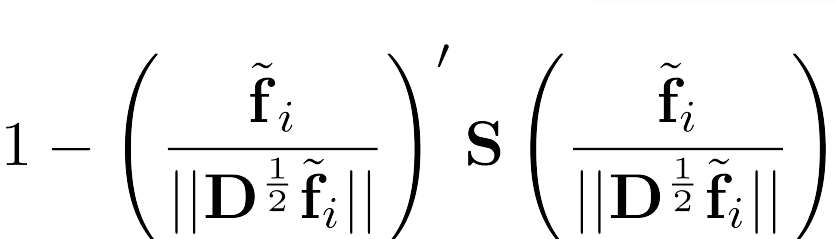 $1 - \left( \frac{\tilde{\mathbf{f}}_i}{||\mathbf{D}^{\frac{1}{2}} \tilde{\mathbf{f}}_i||} \right)' \mathbf{S} \left( \frac{\tilde{\mathbf{f}}_i}{||\mathbf{D}^{\frac{1}{2}} \tilde{\mathbf{f}}_i||} \right)$